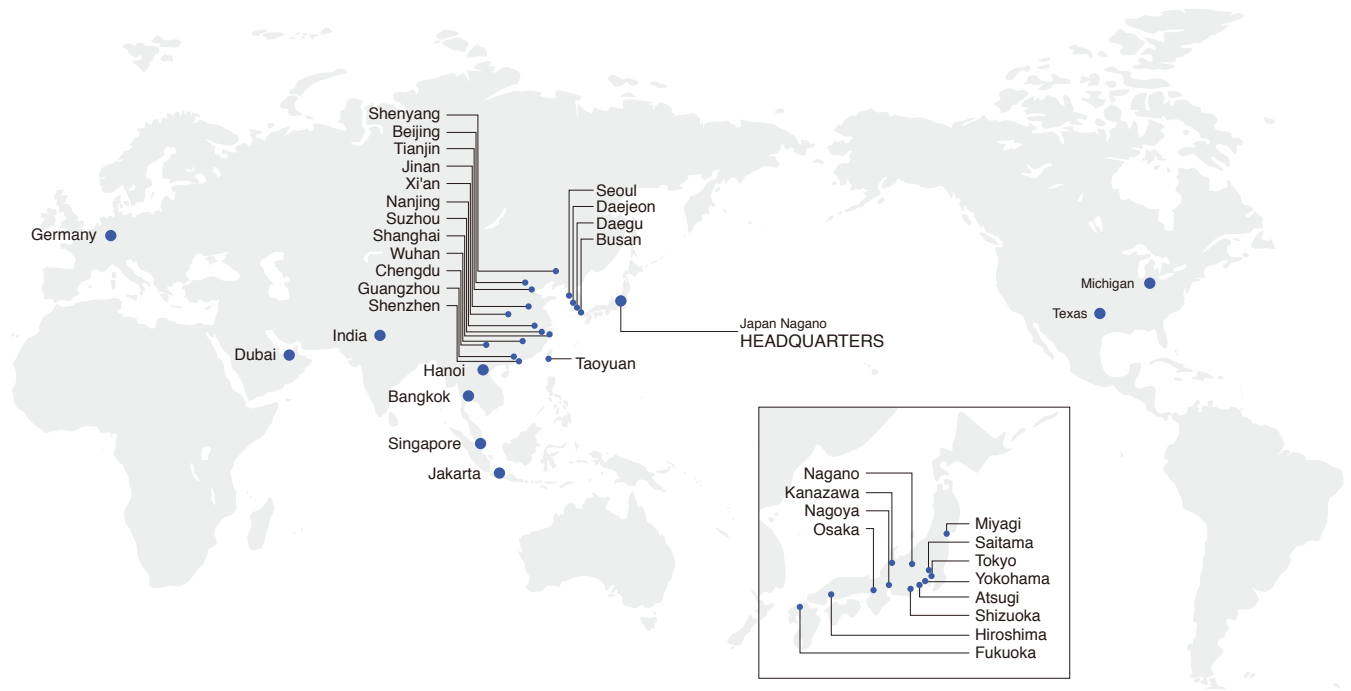 Shenyang
Beijing
Tianjin
Jinan
Xi'an
Nanjing
Suzhou
Shanghai
Wuhan
Chengdu
Guangzhou
Shenzhen
Seoul
Daejeon
Daegu
Busan
Germany
India
Dubai
Hanoi
Bangkok
Singapore
Jakarta
Taoyuan
Japan Nagano
HEADQUARTERS
Michigan
Texas
Nagano
Kanazawa
Nagoya
Osaka
Miyagi
Saitama
Tokyo
Yokohama
Atsugi
Shizuoka
Hiroshima
Fukuoka